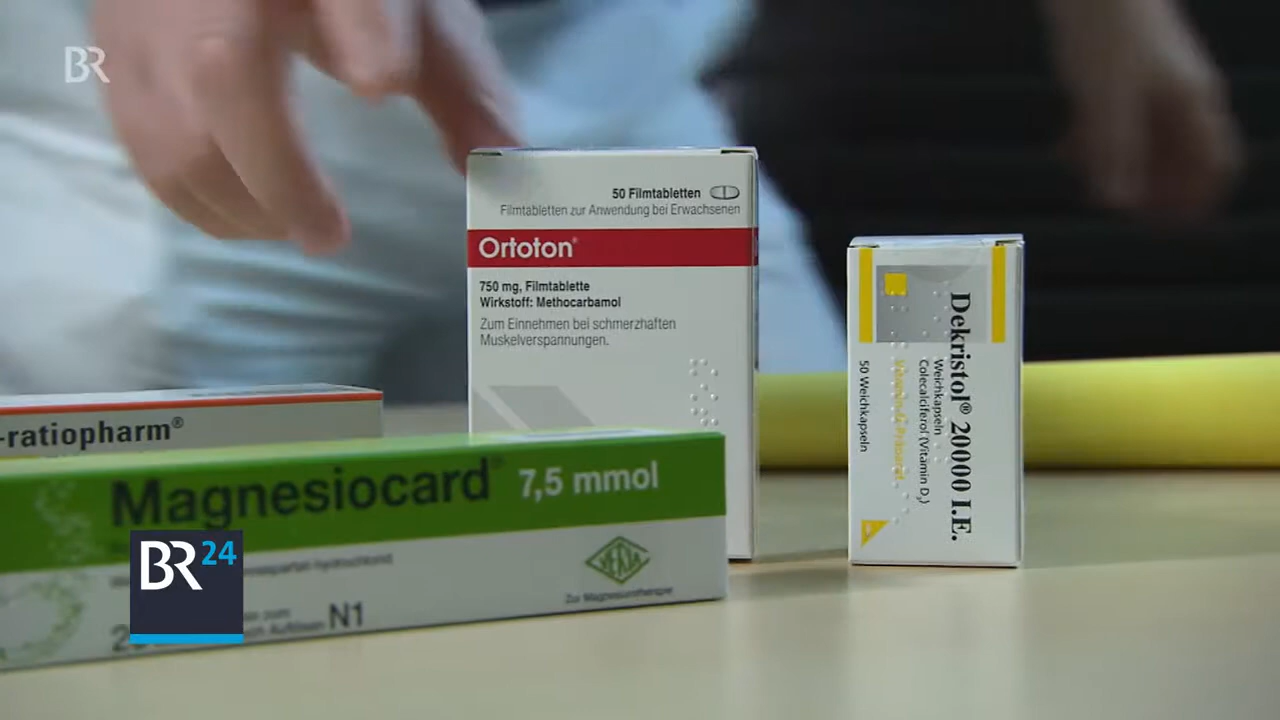 BR
50 Filmtabletten
Filmtabletten zur Anwendung bei Erwachsenen
Ortoton®
750 mg, Filmtablette
Wirkstoff: Methocarbamol
Zum Einnehmen bei schmerzhaften
Muskelverspannungen.
Dekristol® 20000 I.E.
Weichkapseln
Colecalciferol (Vitamin D₃)
50 Weichkapseln
-ratiopharm®
Magnesiocard® 7,5 mmol
VERLA
Zur Magnesiumtherapie
N1
BR24